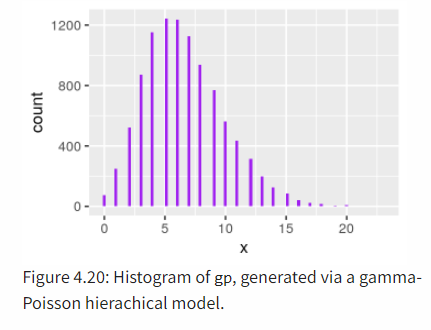 1200
800
400
0
count
0 5 10 15 20
x
Figure 4.20: Histogram of gp, generated via a gamma-
Poisson hierachical model.